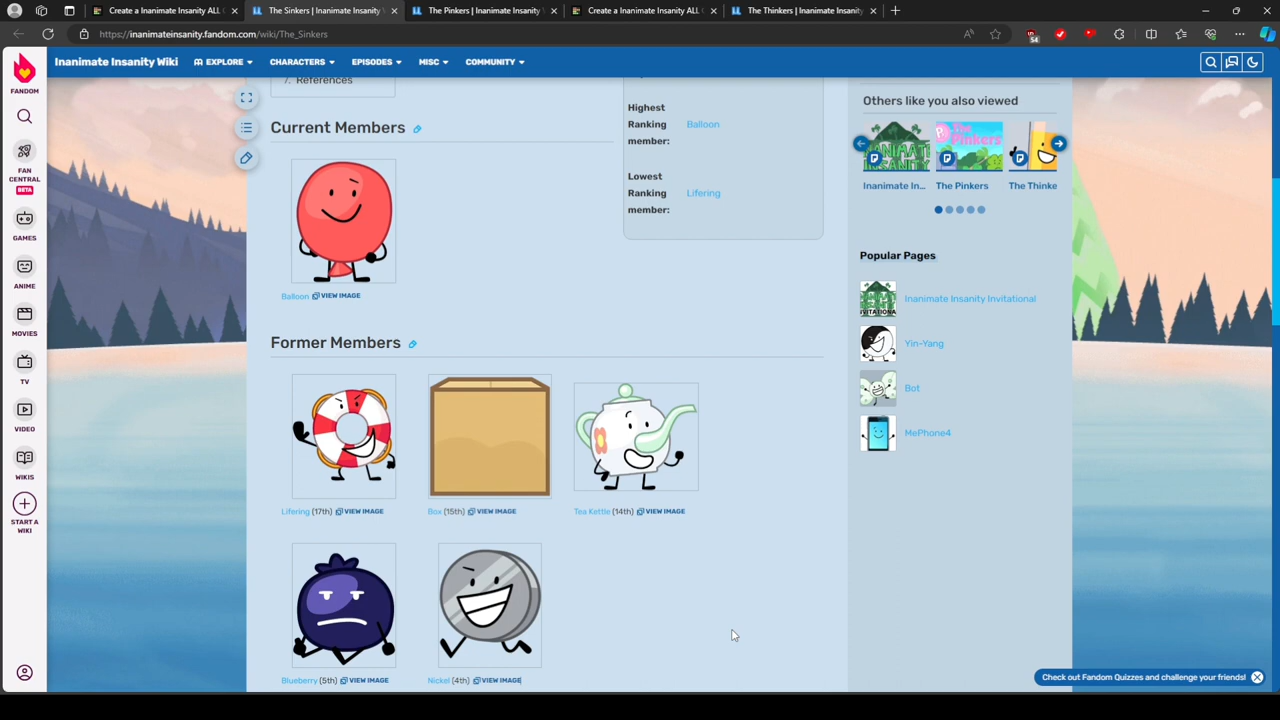 Create a Inanimate Insanity ALL
The Sinkers | Inanimate Insanity
The Pinkers | Inanimate Insanity W
Create a Inanimate Insanity ALL
The Thinkers | Inanimate Insanity
https://inanimateinsanity.fandom.com/wiki/The_Sinkers
54
FANDOM
Inanimate Insanity Wiki
EXPLORE
CHARACTERS
EPISODES
MISC
COMMUNITY
FAN CENTRAL
BETA
GAMES
ANIME
MOVIES
TV
VIDEO
WIKIS
START A WIKI
7. References
Current Members
Balloon VIEW IMAGE
Highest Ranking member:
Balloon
Lowest Ranking member:
Lifering
Former Members
Lifering (17th) VIEW IMAGE
Box (15th) VIEW IMAGE
Tea Kettle (14th) VIEW IMAGE
Blueberry (5th) VIEW IMAGE
Nickel (4th) VIEW IMAGE
Others like you also viewed
Inanimate In...
The Pinkers
The Thinke
Popular Pages
Inanimate Insanity Invitational
Yin-Yang
Bot
MePhone4
Check out Fandom Quizzes and challenge your friends!